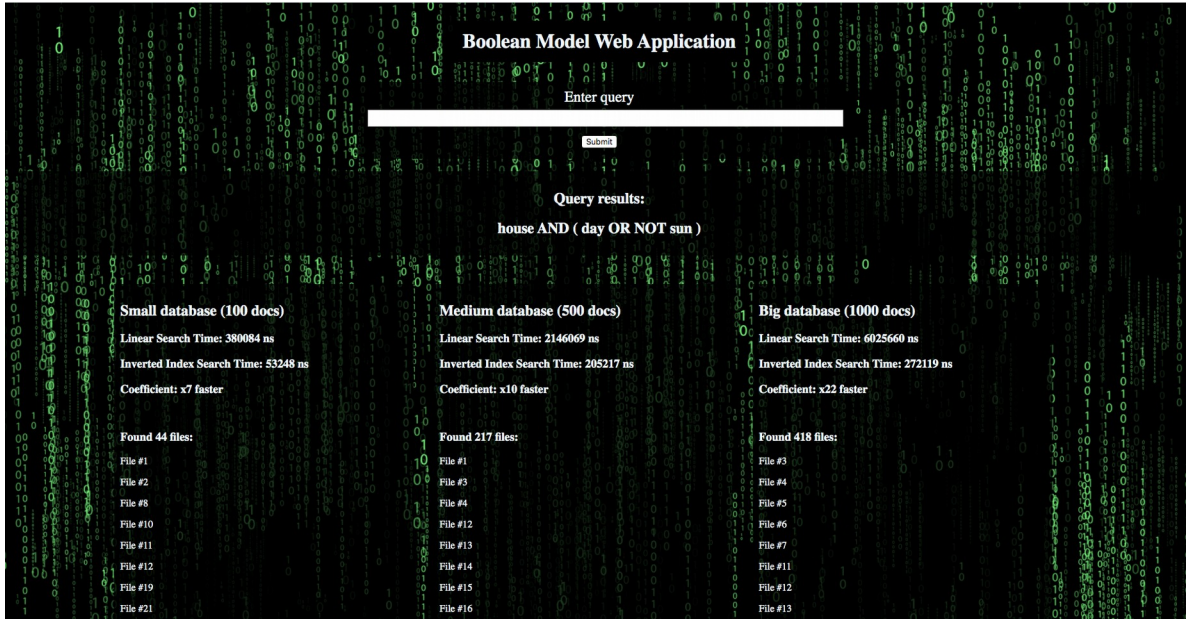 Boolean Model Web Application
Enter query
Submit
Query results:
house AND ( day OR NOT sun )
Small database (100 docs)
Linear Search Time: 380084 ns
Inverted Index Search Time: 53248 ns
Coefficient: x7 faster
Found 44 files:
File #1
File #2
File #8
File #10
File #11
File #12
File #19
File #21
Medium database (500 docs)
Linear Search Time: 2146069 ns
Inverted Index Search Time: 205217 ns
Coefficient: x10 faster
Found 217 files:
File #1
File #3
File #4
File #12
File #13
File #14
File #15
File #16
Big database (1000 docs)
Linear Search Time: 6025660 ns
Inverted Index Search Time: 272119 ns
Coefficient: x22 faster
Found 418 files:
File #3
File #4
File #5
File #6
File #7
File #11
File #12
File #13